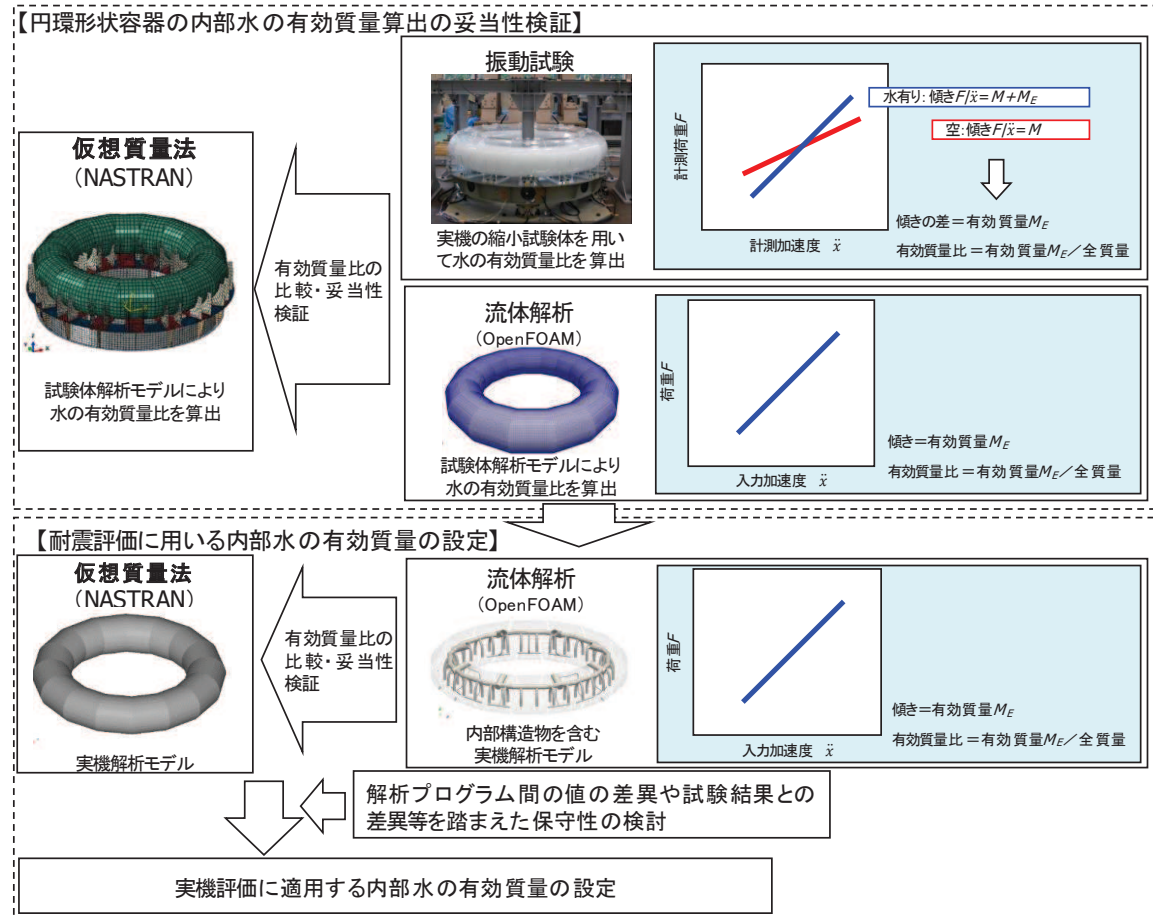 【円環形状容器の内部水の有効質量算出の妥当性検証】
仮想質量法
(NASTRAN)
試験体解析モデルにより
水の有効質量比を算出
有効質量比の
比較・妥当性
検証
振動試験
実機の縮小試験体を用い
て水の有効質量比を算出
計測荷重F
計測加速度 ẍ
水有り:傾きF/ẍ=M+M_E
空:傾きF/ẍ=M
傾きの差=有効質量M_E
有効質量比=有効質量M_E/全質量
流体解析
(OpenFOAM)
試験体解析モデルにより
水の有効質量比を算出
荷重F
入力加速度 ẍ
傾き=有効質量M_E
有効質量比=有効質量M_E/全質量
【耐震評価に用いる内部水の有効質量の設定】
仮想質量法
(NASTRAN)
実機解析モデル
有効質量比の
比較・妥当性
検証
流体解析
(OpenFOAM)
内部構造物を含む
実機解析モデル
荷重F
入力加速度 ẍ
傾き=有効質量M_E
有効質量比=有効質量M_E/全質量
解析プログラム間の値の差異や試験結果との
差異等を踏まえた保守性の検討
実機評価に適用する内部水の有効質量の設定